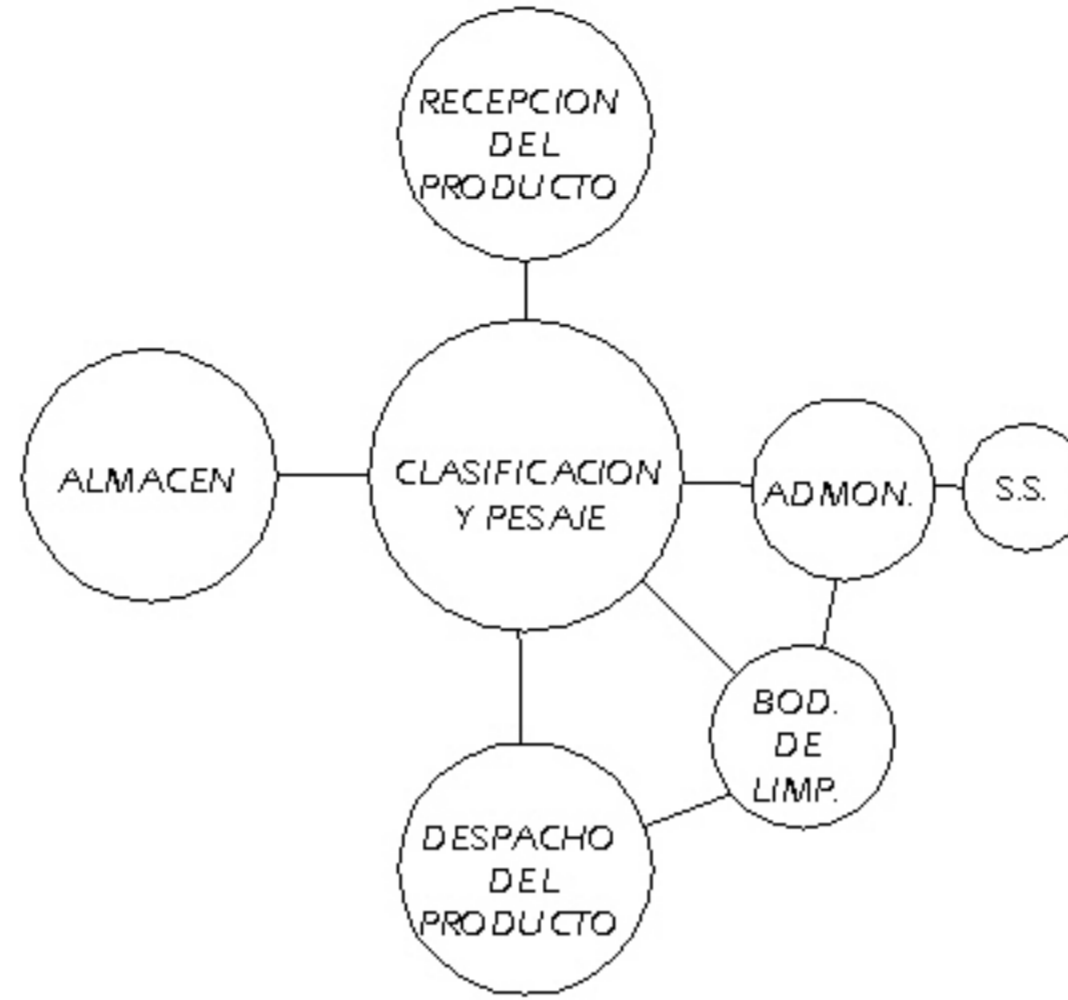 RECEPCION
DEL
PRODUCTO
ALMACEN
CLASIFICACION
Y PESAJE
ADMON.
S.S.
BOD.
DE
LIMP.
DESPACHO
DEL
PRODUCTO